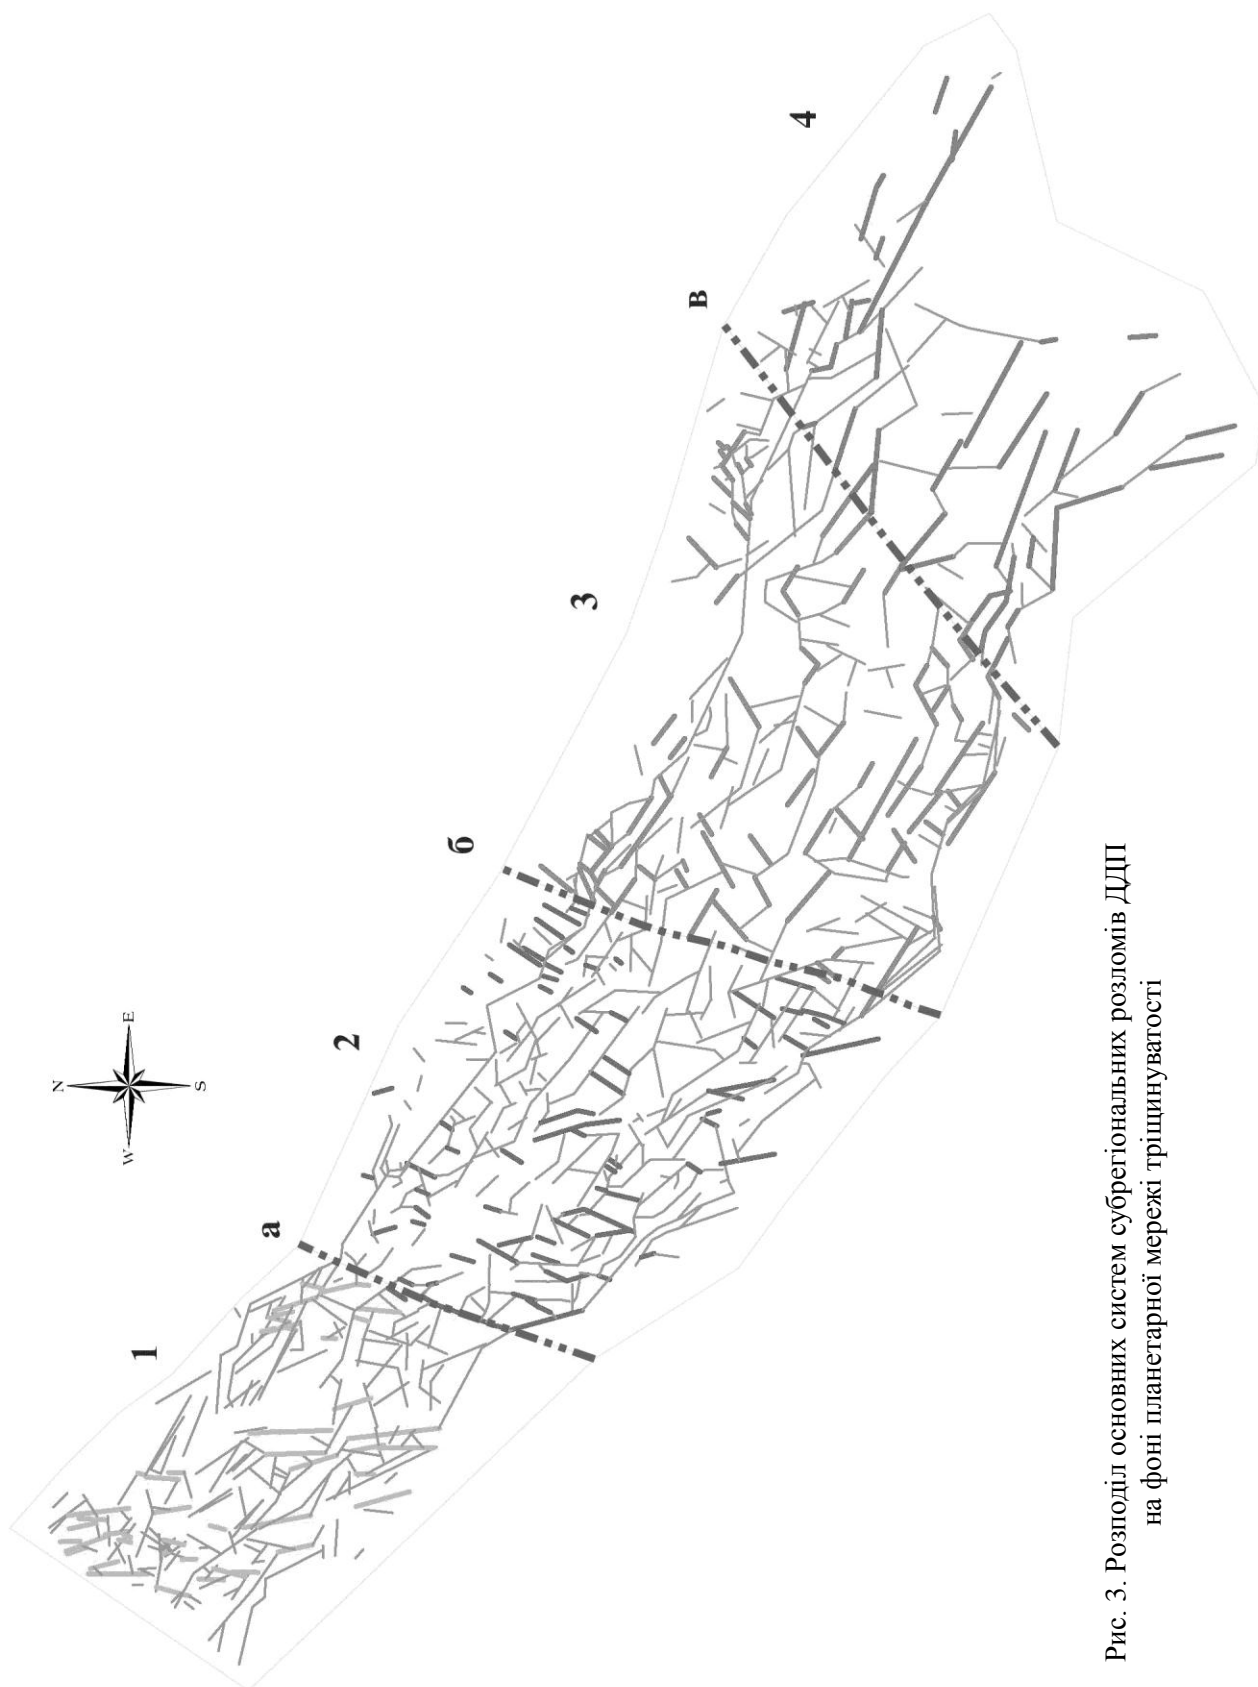 N
W
E
S
1
а
2
б
3
в
4
Рис. 3. Розподіл основних систем субрегіональних розломів ДДП
на фоні планетарної мережі тріщинуватості